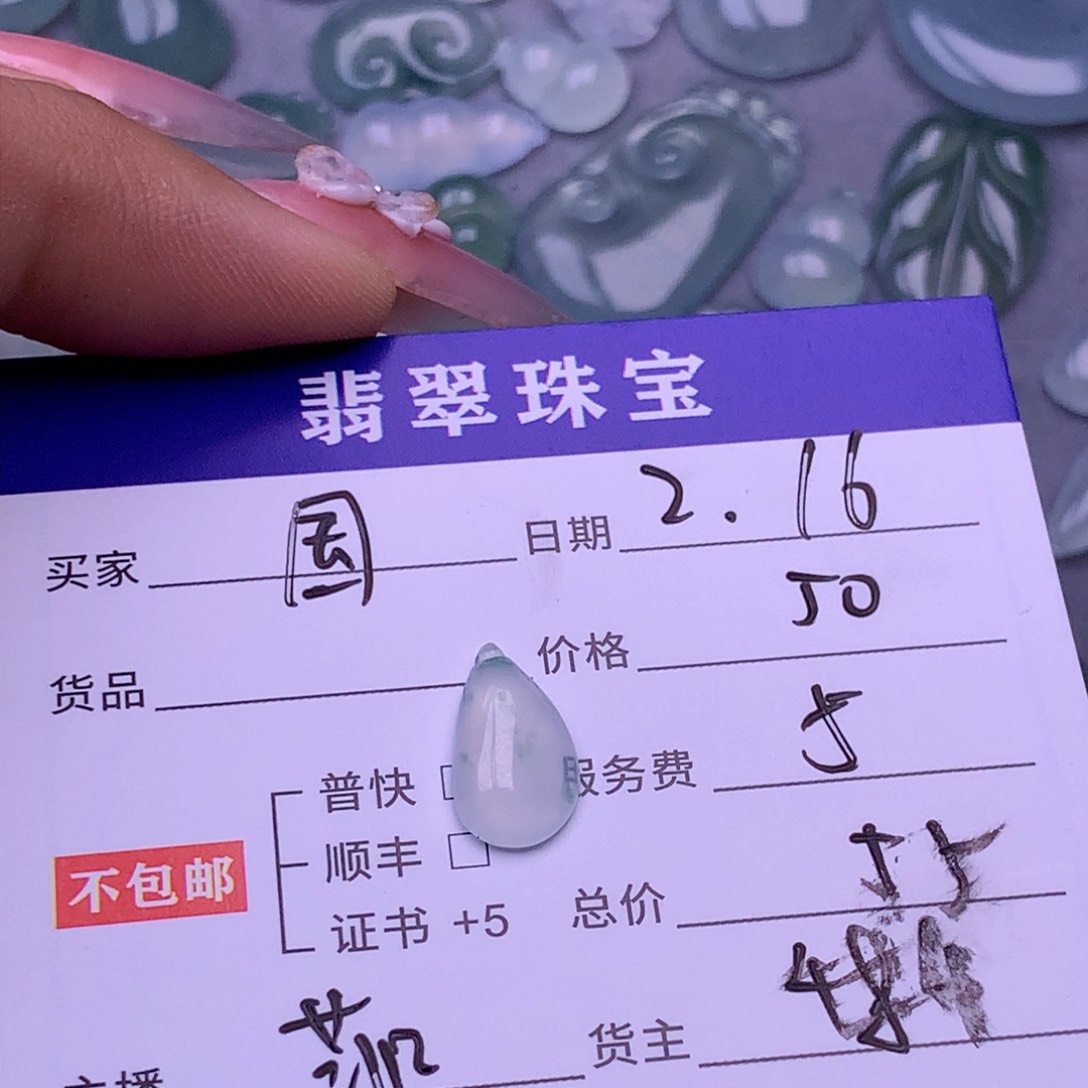 翡翠珠宝
买家 日期 2.16
货品 价格 50
普快 服务费 5
顺丰
不包邮
证书 +5 总价 55
货主